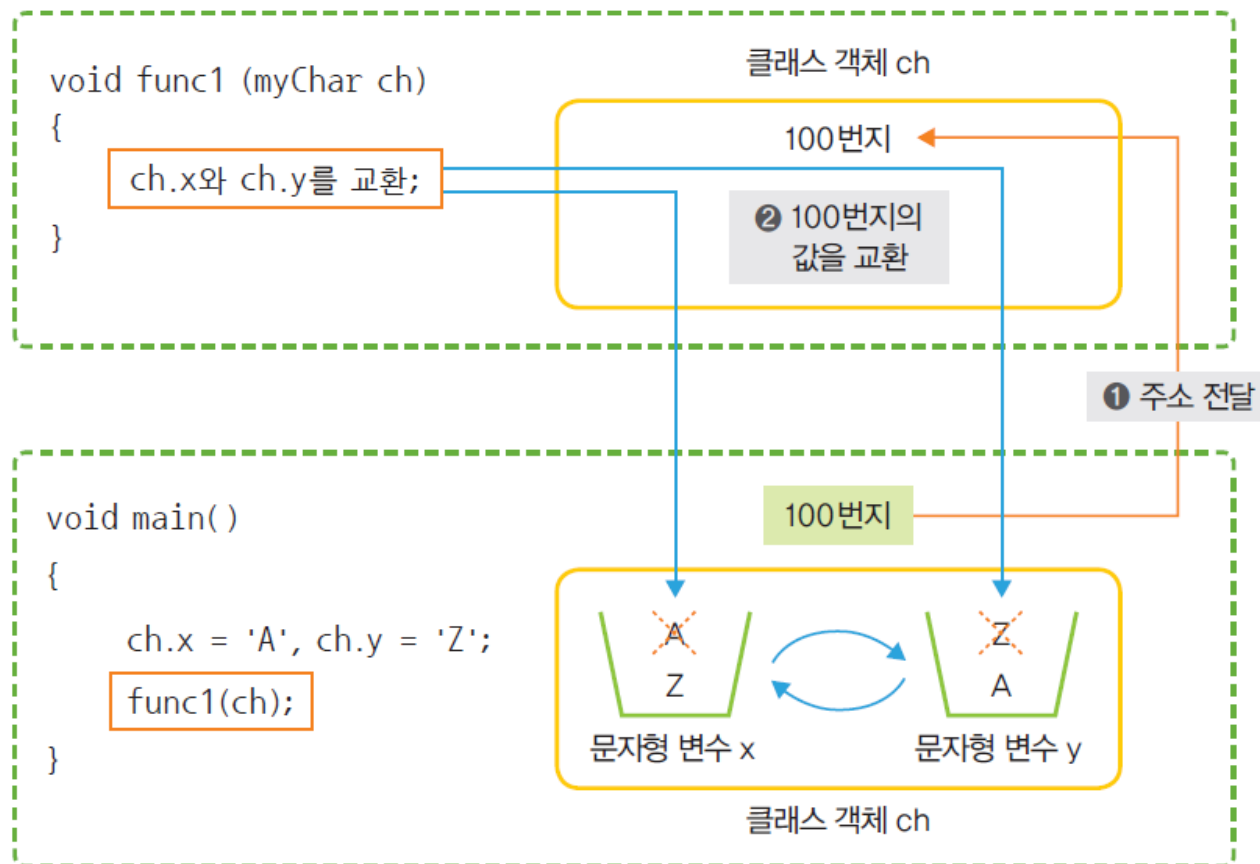 void func1 (myChar ch)
{
ch.x와 ch.y를 교환;
}
클래스 객체 ch
100번지
❷ 100번지의
값을 교환
❶ 주소 전달
void main()
{
ch.x = 'A', ch.y = 'Z';
func1(ch);
}
100번지
A
Z
문자형 변수 x
Z
A
문자형 변수 y
클래스 객체 ch